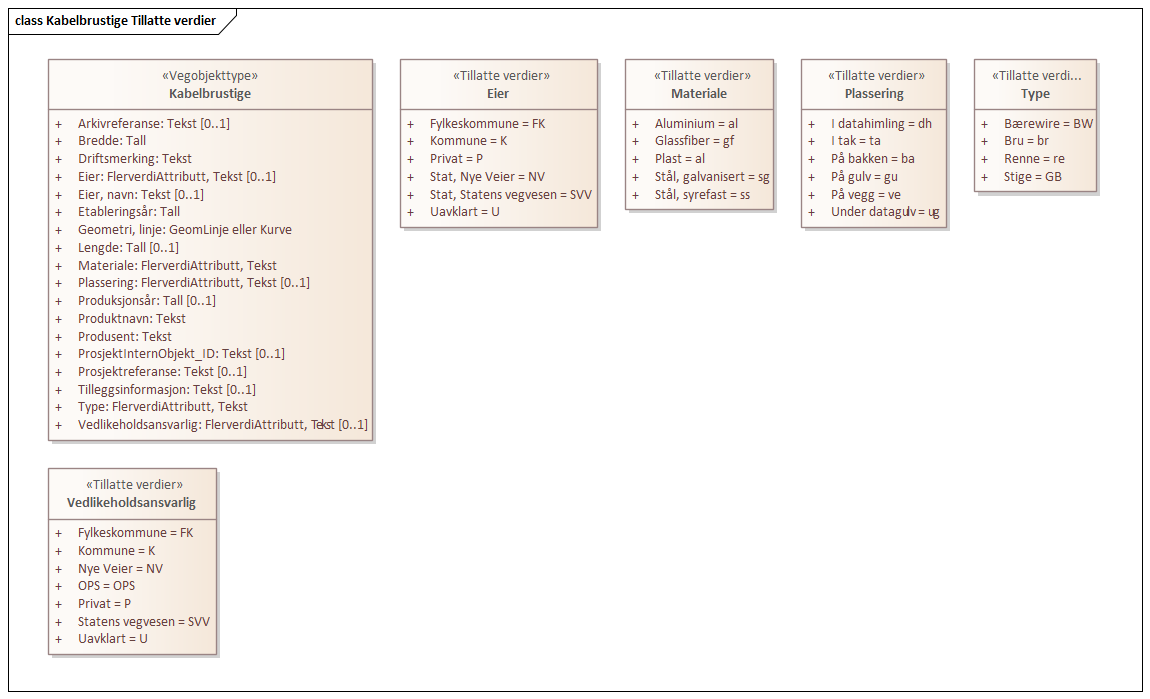 class Kabelbrustige Tillatte verdier
«Vegobjekttype»
Kabelbrustige
+ Arkivreferanse: Tekst [0..1]
+ Bredde: Tall
+ Driftsmerking: Tekst
+ Eier: FlerverdiAttributt, Tekst [0..1]
+ Eier, navn: Tekst [0..1]
+ Etableringsår: Tall
+ Geometri, linje: GeomLinje eller Kurve
+ Lengde: Tall [0..1]
+ Materiale: FlerverdiAttributt, Tekst
+ Plassering: FlerverdiAttributt, Tekst [0..1]
+ Produksjonsår: Tall [0..1]
+ Produktnavn: Tekst
+ Produsent: Tekst
+ ProsjektInternObjekt_ID: Tekst [0..1]
+ Prosjektreferanse: Tekst [0..1]
+ Tilleggsinformasjon: Tekst [0..1]
+ Type: FlerverdiAttributt, Tekst
+ Vedlikeholdsansvarlig: FlerverdiAttributt, Tekst [0..1]
«Tillatte verdier»
Eier
+ Fylkeskommune = FK
+ Kommune = K
+ Privat = P
+ Stat, Nye Veier = NV
+ Stat, Statens vegvesen = SVV
+ Uavklart = U
«Tillatte verdier»
Materiale
+ Aluminium = al
+ Glassfiber = gf
+ Plast = al
+ Stål, galvanisert = sg
+ Stål, syrefast = ss
«Tillatte verdier»
Plassering
+ I datahimling = dh
+ I tak = ta
+ På bakken = ba
+ På gulv = gu
+ På vegg = ve
+ Under datagulv = ug
«Tillatte verdi...
Type
+ Bærewire = BW
+ Bru = br
+ Renne = re
+ Stige = GB
«Tillatte verdier»
Vedlikeholdsansvarlig
+ Fylkeskommune = FK
+ Kommune = K
+ Nye Veier = NV
+ OPS = OPS
+ Privat = P
+ Statens vegvesen = SVV
+ Uavklart = U